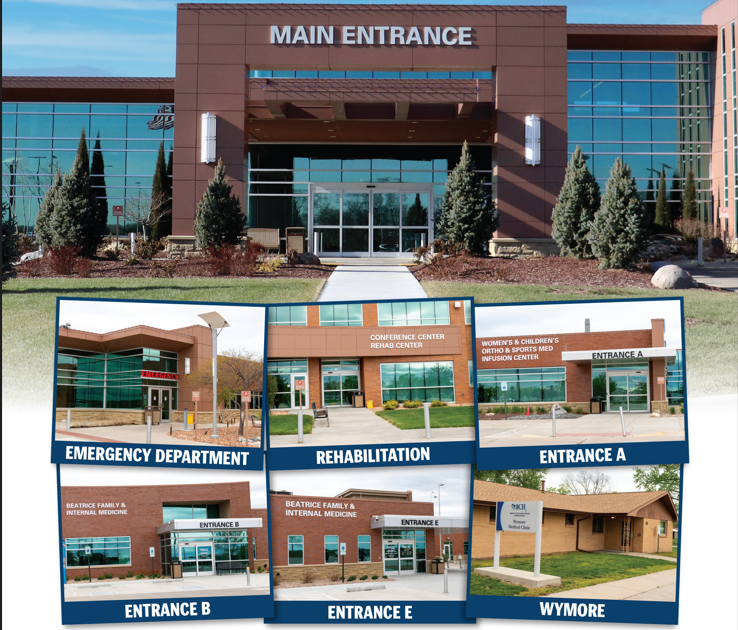 MAIN ENTRANCE
EMERGENCY
EMERGENCY DEPARTMENT
CONFERENCE CENTER
REHAB CENTER
REHABILITATION
WOMEN'S & CHILDREN'S
ORTHO & SPORTS MED
INFUSION CENTER
ENTRANCE A
ENTRANCE A
BEATRICE FAMILY &
INTERNAL MEDICINE
ENTRANCE B
ENTRANCE B
BEATRICE FAMILY &
INTERNAL MEDICINE
ENTRANCE E
ENTRANCE E
BCH
Wymore
Medical Clinic
WYMORE